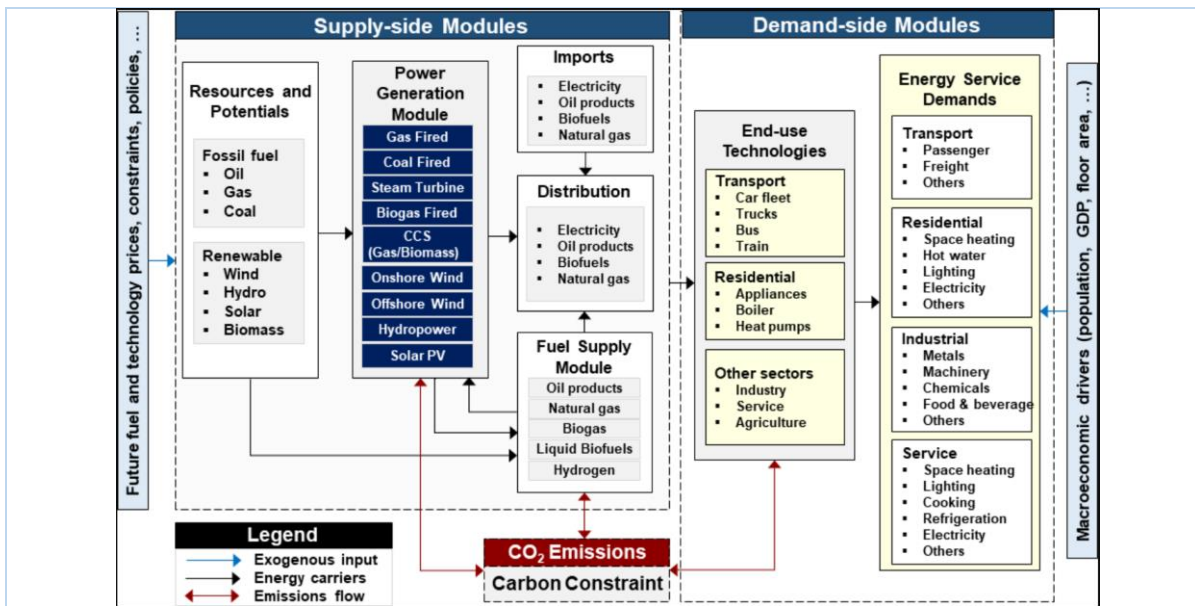 Future fuel and technology prices, constraints, policies, …
Supply-side Modules
Resources and
Potentials
Fossil fuel
▪ Oil
▪ Gas
▪ Coal
Renewable
▪ Wind
▪ Hydro
▪ Solar
▪ Biomass
Power
Generation
Module
Gas Fired
Coal Fired
Steam Turbine
Biogas Fired
CCS
(Gas/Biomass)
Onshore Wind
Offshore Wind
Hydropower
Solar PV
Imports
▪ Electricity
▪ Oil products
▪ Biofuels
▪ Natural gas
Distribution
▪ Electricity
▪ Oil products
▪ Biofuels
▪ Natural gas
Fuel Supply
Module
Oil products
Natural gas
Biogas
Liquid Biofuels
Hydrogen
Demand-side Modules
End-use
Technologies
Transport
▪ Car fleet
▪ Trucks
▪ Bus
▪ Train
Residential
▪ Appliances
▪ Boiler
▪ Heat pumps
Other sectors
▪ Industry
▪ Service
▪ Agriculture
Energy Service
Demands
Transport
▪ Passenger
▪ Freight
▪ Others
Residential
▪ Space heating
▪ Hot water
▪ Lighting
▪ Electricity
▪ Others
Industrial
▪ Metals
▪ Machinery
▪ Chemicals
▪ Food & beverage
▪ Others
Service
▪ Space heating
▪ Lighting
▪ Cooking
▪ Refrigeration
▪ Electricity
▪ Others
Macroeconomic drivers (population, GDP, floor area, …)
Legend
Exogenous input
Energy carriers
Emissions flow
CO₂ Emissions
Carbon Constraint